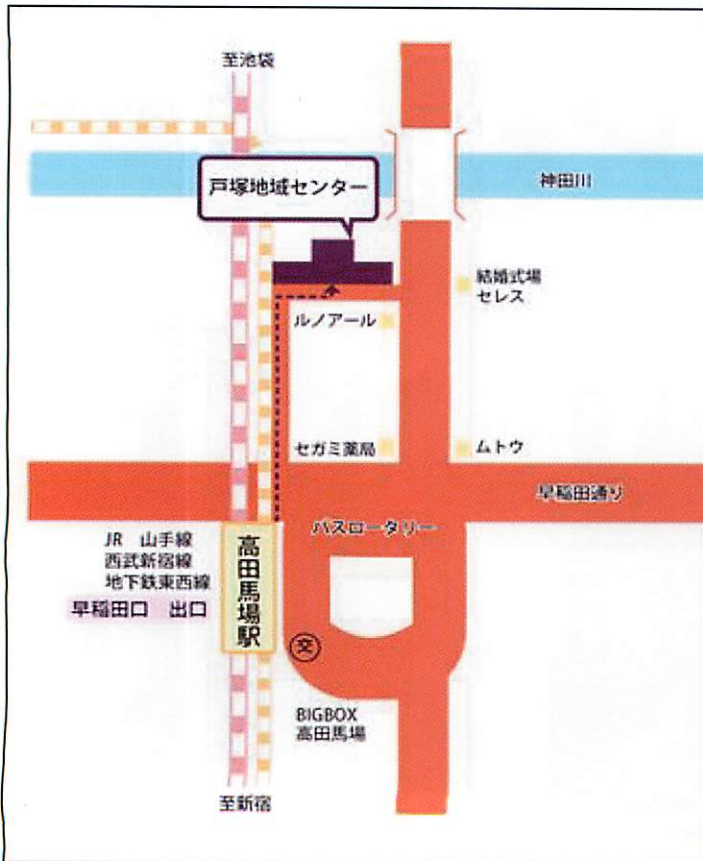 至池袋
戸塚地域センター
神田川
結婚式場
セレス
ルノアール
セガミ薬局
ムトウ
早稲田通り
バスロータリー
JR 山手線
西武新宿線
地下鉄東西線
早稲田口 出口
高田馬場駅
交
BIGBOX
高田馬場
至新宿